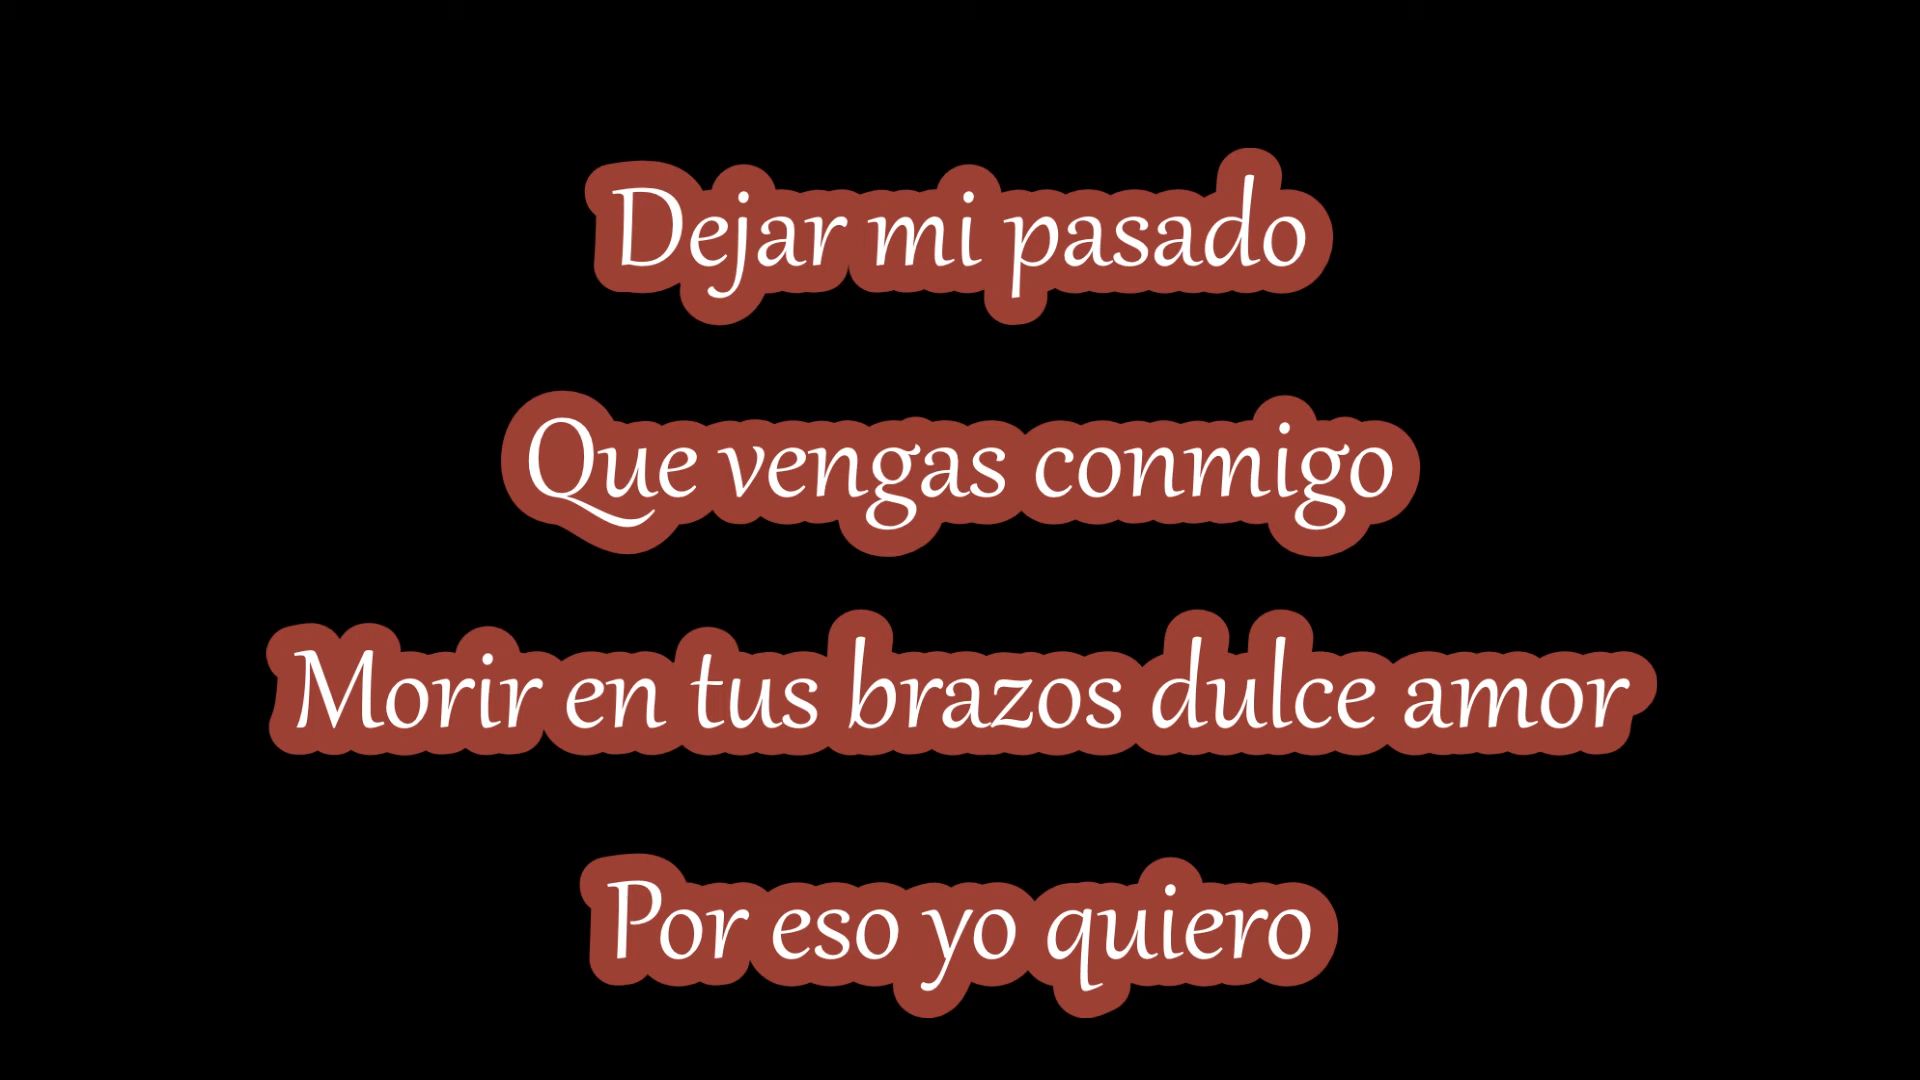 Dejar mi pasado
Que vengas conmigo
Morir en tus brazos dulce amor
Por eso yo quiero